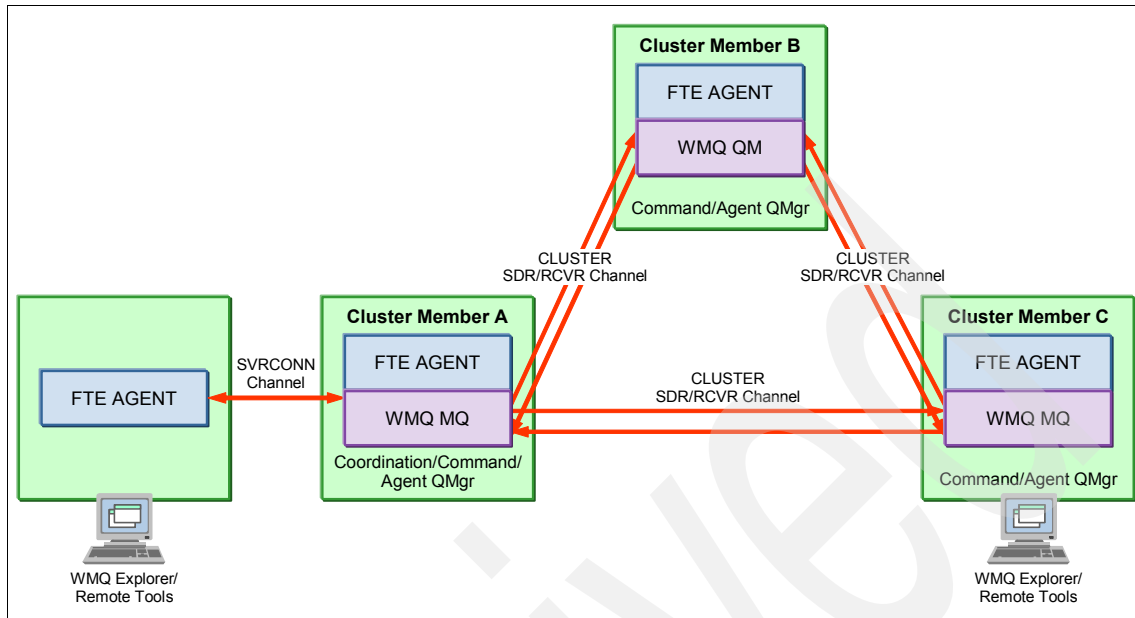 Cluster Member B
FTE AGENT
WMQ QM
Command/Agent QMgr
CLUSTER
SDR/RCVR Channel
CLUSTER
SDR/RCVR Channel
Cluster Member A
FTE AGENT
WMQ MQ
Coordination/Command/
Agent QMgr
SVRCONN
Channel
FTE AGENT
CLUSTER
SDR/RCVR Channel
Cluster Member C
FTE AGENT
WMQ MQ
Command/Agent QMgr
WMQ Explorer/
Remote Tools
WMQ Explorer/
Remote Tools